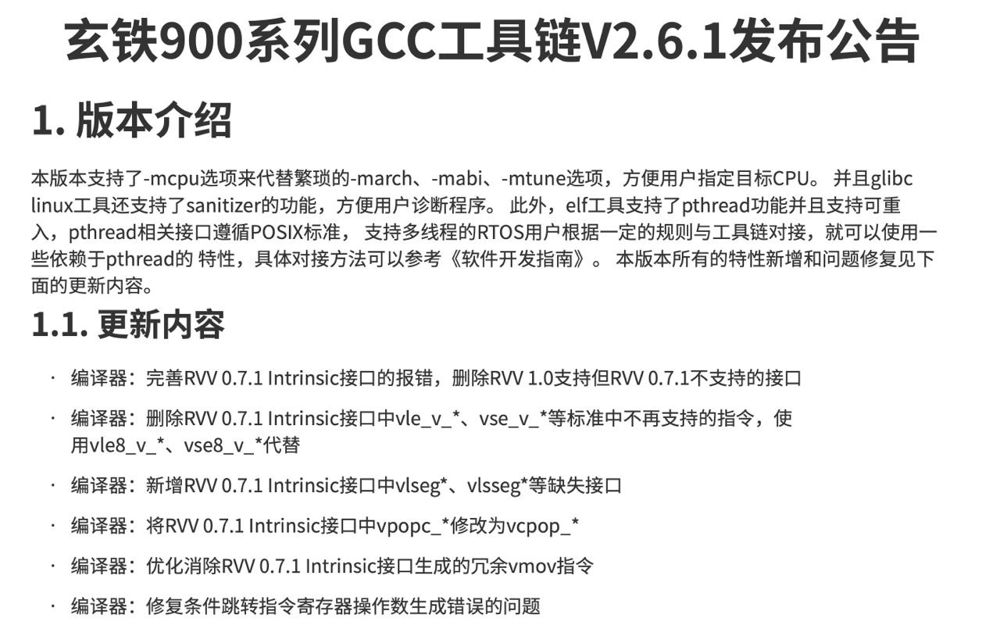 玄铁900系列GCC工具链V2.6.1发布公告
1. 版本介绍
本版本支持了-mcpu选项来代替繁琐的-march、-mabi、-mtune选项，方便用户指定目标CPU。 并且glibc
linux工具还支持了sanitizer的功能，方便用户诊断程序。 此外，elf工具支持了pthread功能并且支持可重
入，pthread相关接口遵循POSIX标准， 支持多线程的RTOS用户根据一定的规则与工具链对接，就可以使用一
些依赖于pthread的 特性，具体对接方法可以参考《软件开发指南》。 本版本所有的特性新增和问题修复见下
面的更新内容。
1.1. 更新内容
· 编译器：完善RVV 0.7.1 Intrinsic接口的报错，删除RVV 1.0支持但RVV 0.7.1不支持的接口
· 编译器：删除RVV 0.7.1 Intrinsic接口中vle_v_*、vse_v_*等标准中不再支持的指令，使
用vle8_v_*、vse8_v_*代替
· 编译器：新增RVV 0.7.1 Intrinsic接口中vlseg*、vlsseg*等缺失接口
· 编译器：将RVV 0.7.1 Intrinsic接口中vpopc_*修改为vcpop_*
· 编译器：优化消除RVV 0.7.1 Intrinsic接口生成的冗余vmov指令
· 编译器：修复条件跳转指令寄存器操作数生成错误的问题